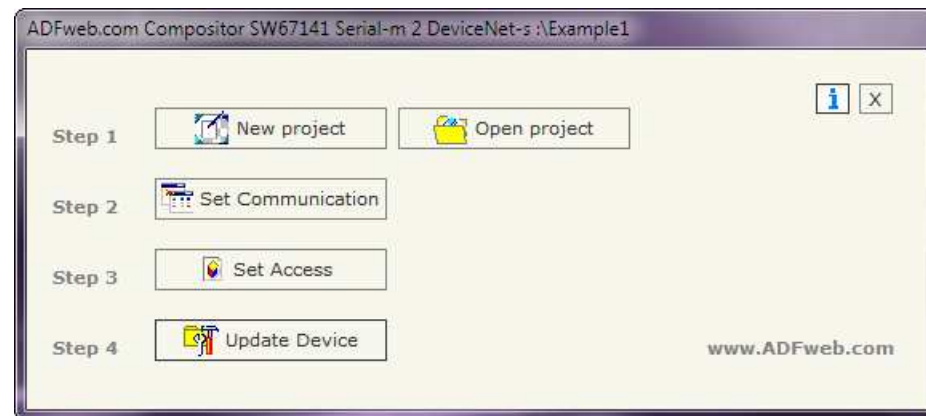 ADFweb.com Compositor SW67141 Serial-m 2 DeviceNet-s :\Example1
i X
Step 1 New project Open project
Step 2 Set Communication
Step 3 Set Access
Step 4 Update Device
www.ADFweb.com